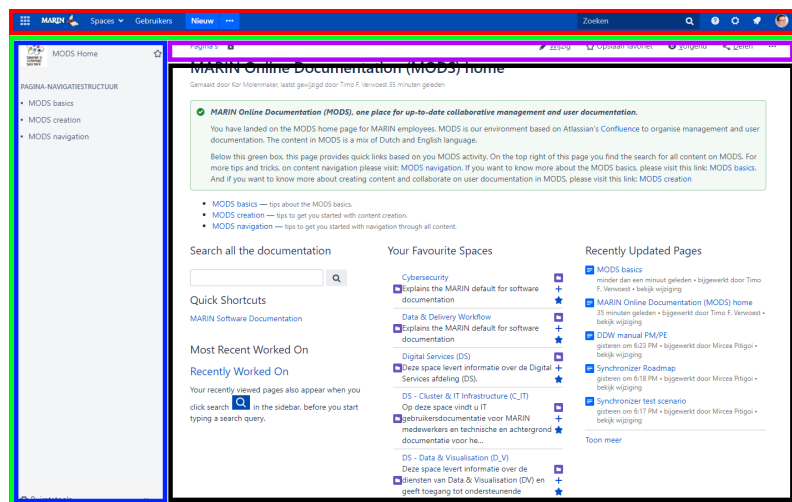 MARIN Spaces Gebruikers Nieuw ••• Zoeken
MODS Home
PAGINA-NAVIGATIESTRUCTUUR
• MODS basics
• MODS creation
• MODS navigation
Pagina's Wijzig Opslaan favoriet Volgend Delen •••
MARIN Online Documentation (MODS) home
Gemaakt door Kor Molenmaker, laatst gewijzigd door Timo F. Verwoest 35 minuten geleden
MARIN Online Documentation (MODS), one place for up-to-date collaborative management and user documentation.
You have landed on the MODS home page for MARIN employees. MODS is our environment based on Atlassian's Confluence to organise management and user
documentation. The content in MODS is a mix of Dutch and English language.
Below this green box, this page provides quick links based on you MODS activity. On the top right of this page you find the search for all content on MODS. For
more tips and tricks, on content navigation please visit: MODS navigation. If you want to know more about the MODS basics, please visit this link: MODS basics.
And if you want to know more about creating content and collaborate on user documentation in MODS, please visit this link: MODS creation
• MODS basics — tips about the MODS basics.
• MODS creation — tips to get you started with content creation.
• MODS navigation — tips to get you started with navigation through all content.
Search all the documentation
Quick Shortcuts
MARIN Software Documentation
Most Recent Worked On
Recently Worked On
Your recently viewed pages also appear when you
click search in the sidebar, before you start
typing a search query.
Your Favourite Spaces
Cybersecurity
Explains the MARIN default for software
documentation
Data & Delivery Workflow
Explains the MARIN default for software
documentation
Digital Services (DS)
Deze space levert informatie over de Digital
Services afdeling (DS).
DS - Cluster & IT Infrastructure (C_IT)
Op deze space vindt u IT
gebruikersdocumentatie voor MARIN
medewerkers en technische en achtergrond
documentatie voor he...
DS - Data & Visualisation (D_V)
Deze space levert informatie over de
diensten van Data & Visualisation (DV) en
geeft toegang tot ondersteunende
Recently Updated Pages
MODS basics
minder dan een minuut geleden • bijgewerkt door Timo
F. Verwoest • bekijk wijziging
MARIN Online Documentation (MODS) home
35 minuten geleden • bijgewerkt door Timo F. Verwoest •
bekijk wijziging
DDW manual PM/PE
gisteren om 6:23 PM • bijgewerkt door Mircea Pitigoi •
bekijk wijziging
Synchronizer Roadmap
gisteren om 6:18 PM • bijgewerkt door Mircea Pitigoi •
bekijk wijziging
Synchronizer test scenario
gisteren om 6:17 PM • bijgewerkt door Mircea Pitigoi •
bekijk wijziging
Toon meer